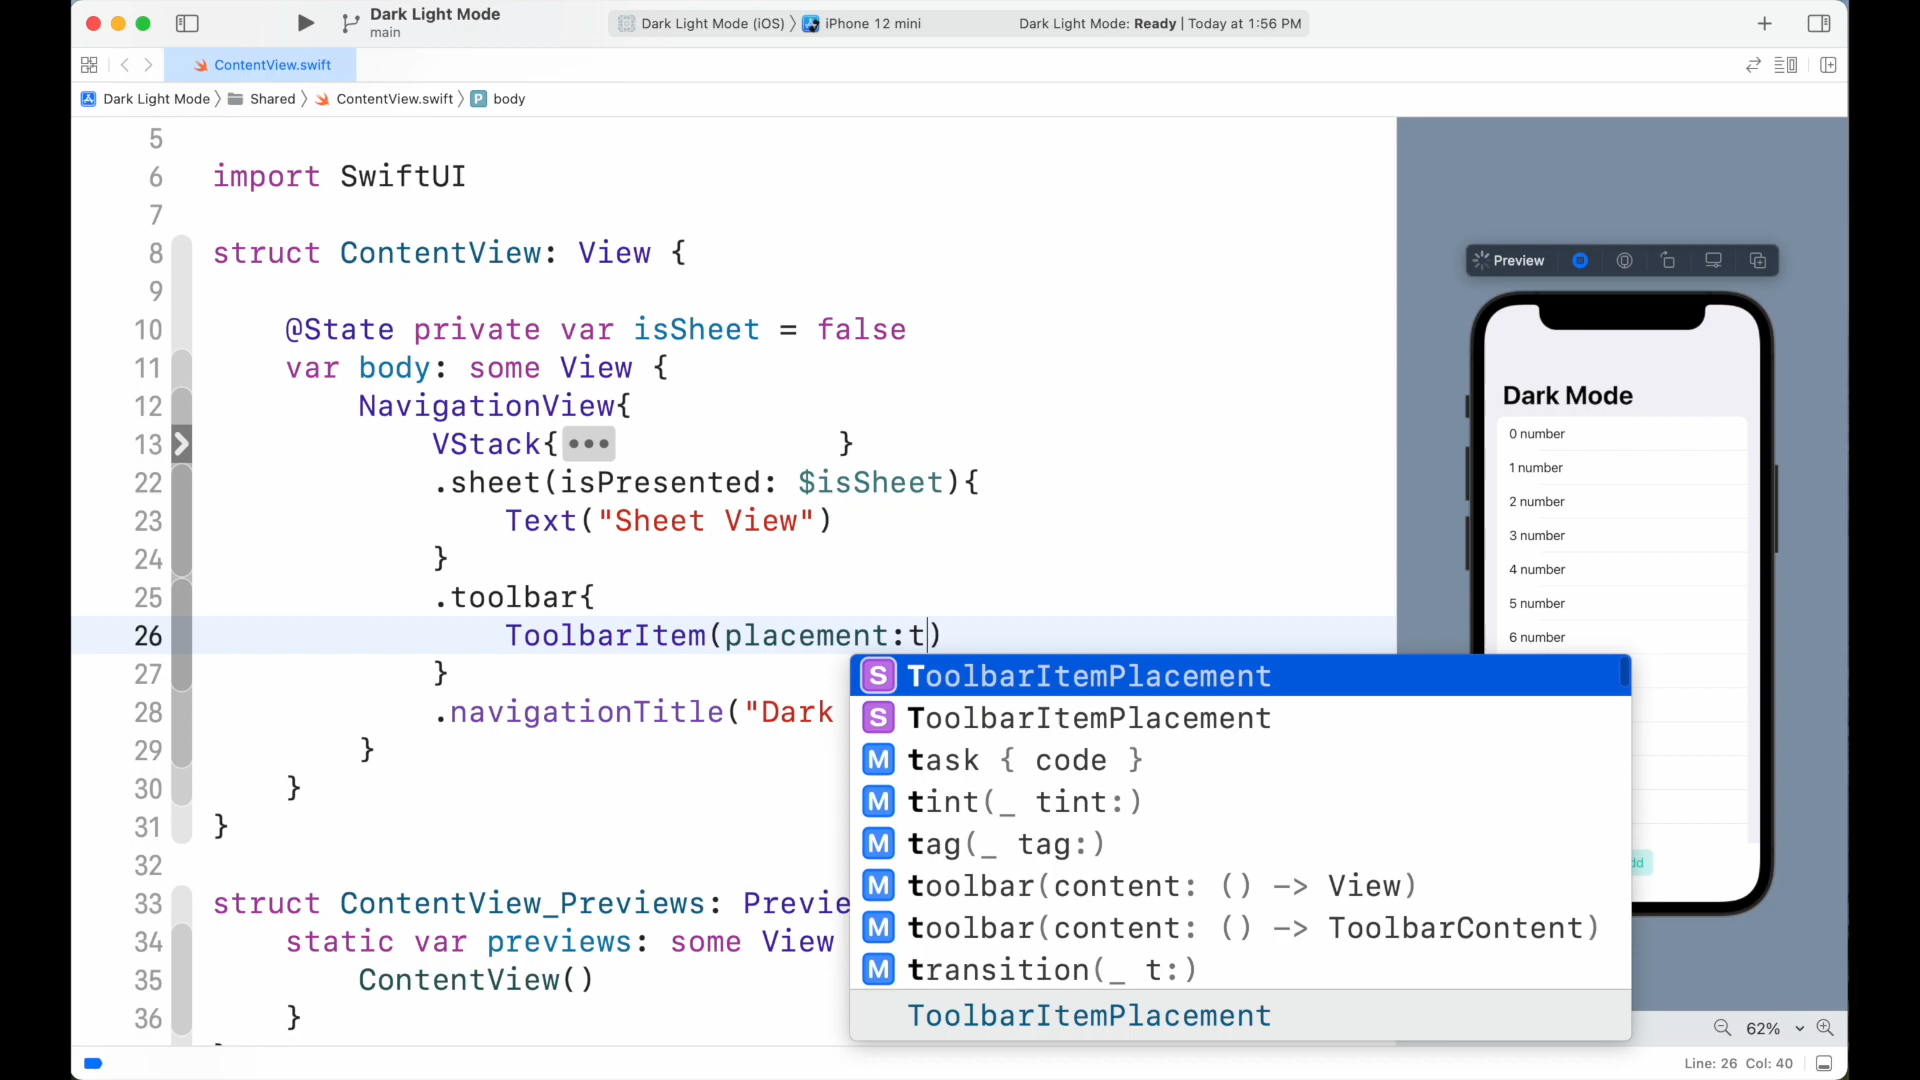 Dark Light Mode
main
Dark Light Mode (iOS) 〉 iPhone 12 mini
Dark Light Mode: Ready | Today at 1:56 PM
ContentView.swift
Dark Light Mode 〉 Shared 〉 ContentView.swift 〉 P body
5
6 import SwiftUI
7
8 struct ContentView: View {
9
10 @State private var isSheet = false
11 var body: some View {
12 NavigationView{
13 VStack{••• }
22 .sheet(isPresented: $isSheet){
23 Text("Sheet View")
24 }
25 .toolbar{
26 ToolbarItem(placement:t)
27 }
28 .navigationTitle("Dark
29 }
30 }
31 }
32
33 struct ContentView_Previews: Previe
34 static var previews: some View
35 ContentView()
36 }
S ToolbarItemPlacement
S ToolbarItemPlacement
M task { code }
M tint(_ tint:)
M tag(_ tag:)
M toolbar(content: () -> View)
M toolbar(content: () -> ToolbarContent)
M transition(_ t:)
ToolbarItemPlacement
Preview
Dark Mode
0 number
1 number
2 number
3 number
4 number
5 number
6 number
dd
62%
Line: 26 Col: 40